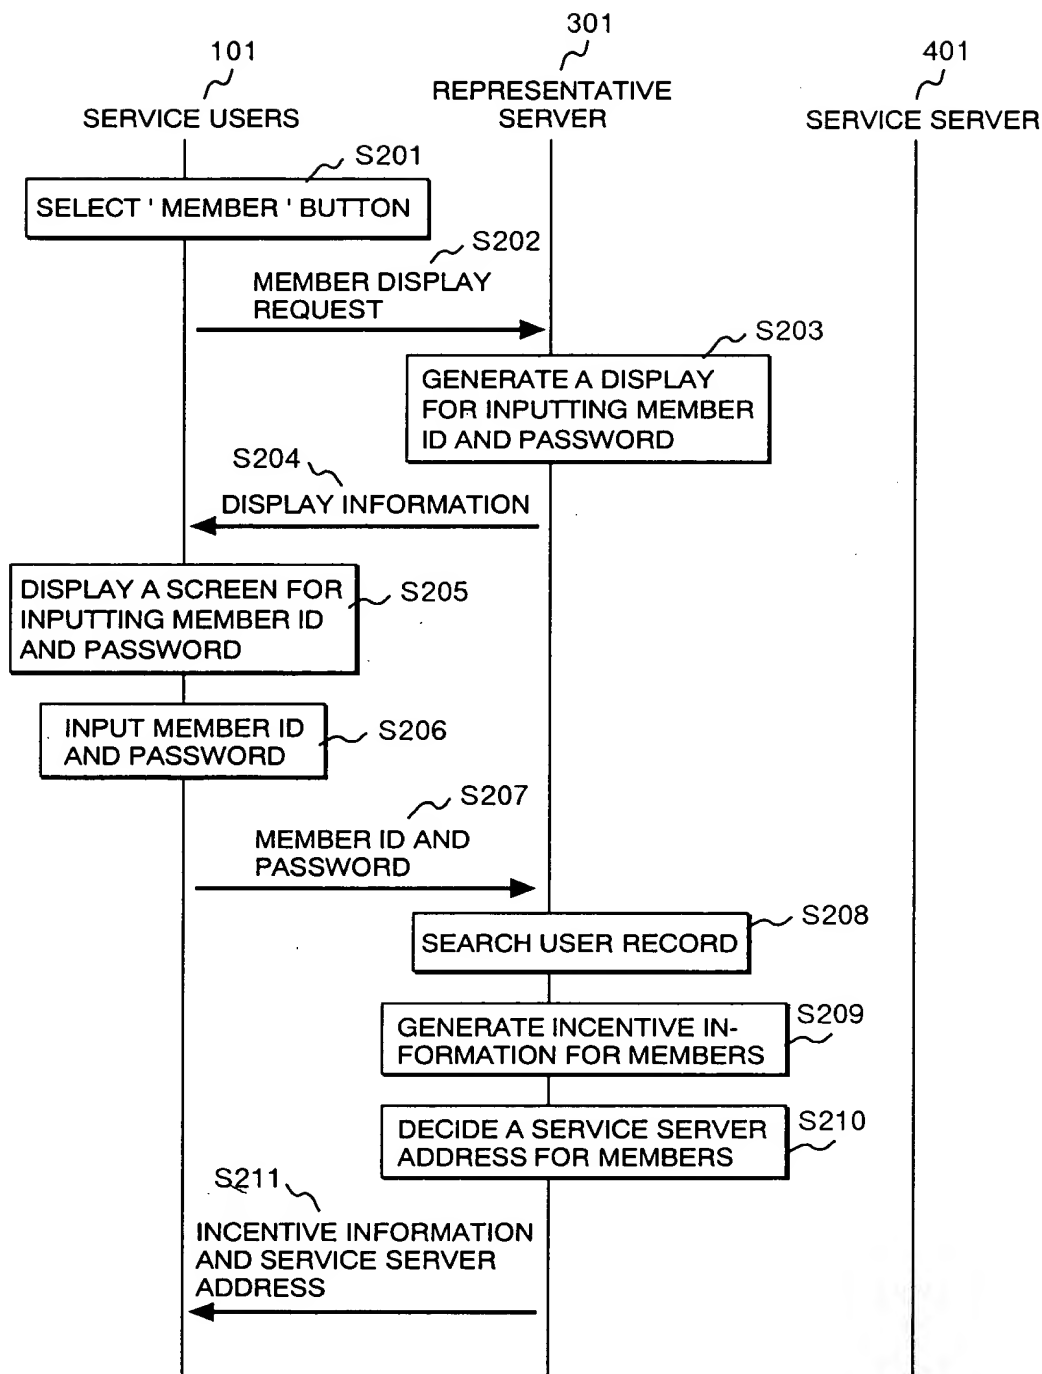 101
301
401
SERVICE USERS
REPRESENTATIVE
SERVER
SERVICE SERVER
S201
SELECT ' MEMBER ' BUTTON
S202
MEMBER DISPLAY
REQUEST
S203
GENERATE A DISPLAY
FOR INPUTTING MEMBER
ID AND PASSWORD
S204
DISPLAY INFORMATION
DISPLAY A SCREEN FOR
INPUTTING MEMBER ID
AND PASSWORD
S205
INPUT MEMBER ID
AND PASSWORD
S206
S207
MEMBER ID AND
PASSWORD
S208
SEARCH USER RECORD
S209
GENERATE INCENTIVE IN-
FORMATION FOR MEMBERS
S210
DECIDE A SERVICE SERVER
ADDRESS FOR MEMBERS
S211
INCENTIVE INFORMATION
AND SERVICE SERVER
ADDRESS